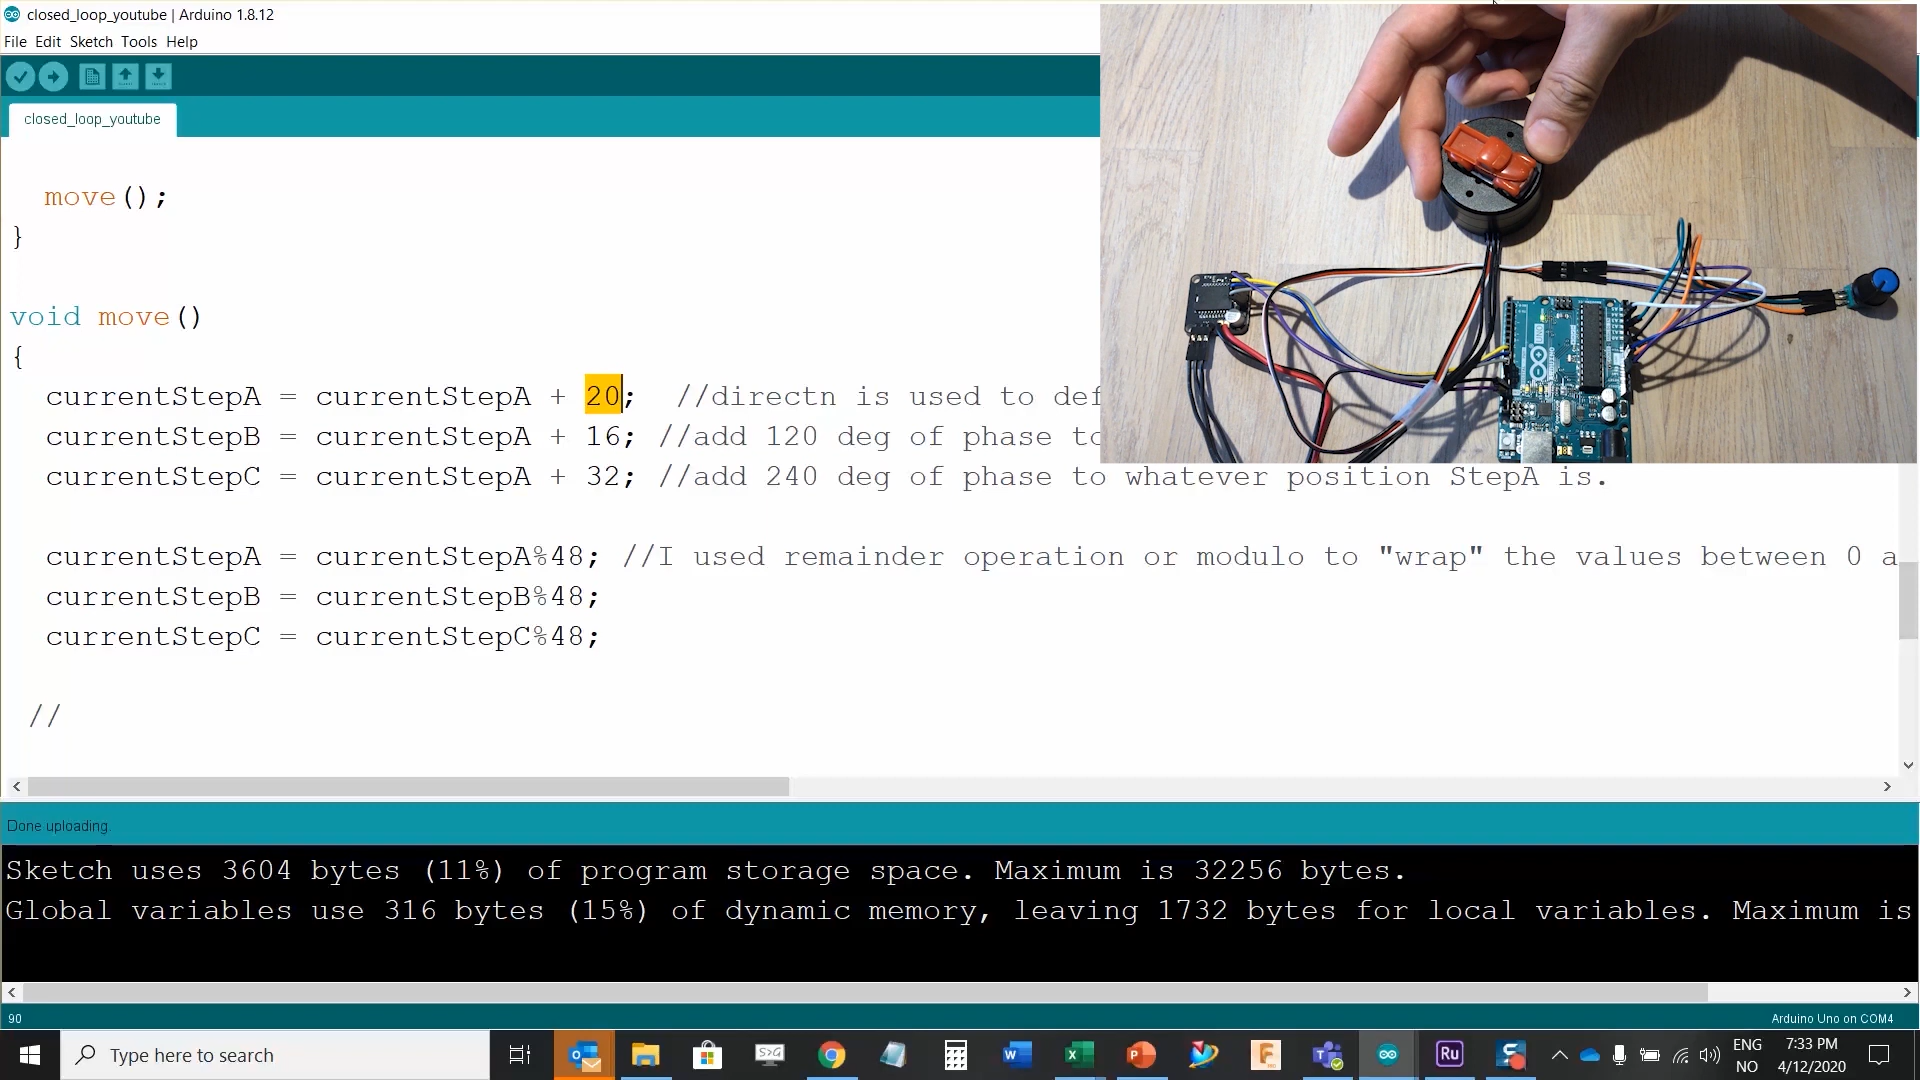 closed_loop_youtube | Arduino 1.8.12
File Edit Sketch Tools Help
closed_loop_youtube
move();
}
void move()
{
currentStepA = currentStepA + 20; //directn is used to def
currentStepB = currentStepA + 16; //add 120 deg of phase to
currentStepC = currentStepA + 32; //add 240 deg of phase to whatever position StepA is.
currentStepA = currentStepA%48; //I used remainder operation or modulo to "wrap" the values between 0 a
currentStepB = currentStepB%48;
currentStepC = currentStepC%48;
//
Done uploading.
Sketch uses 3604 bytes (11%) of program storage space. Maximum is 32256 bytes.
Global variables use 316 bytes (15%) of dynamic memory, leaving 1732 bytes for local variables. Maximum is
90
Arduino Uno on COM4
Type here to search
Ru
ENG
NO
7:33 PM
4/12/2020